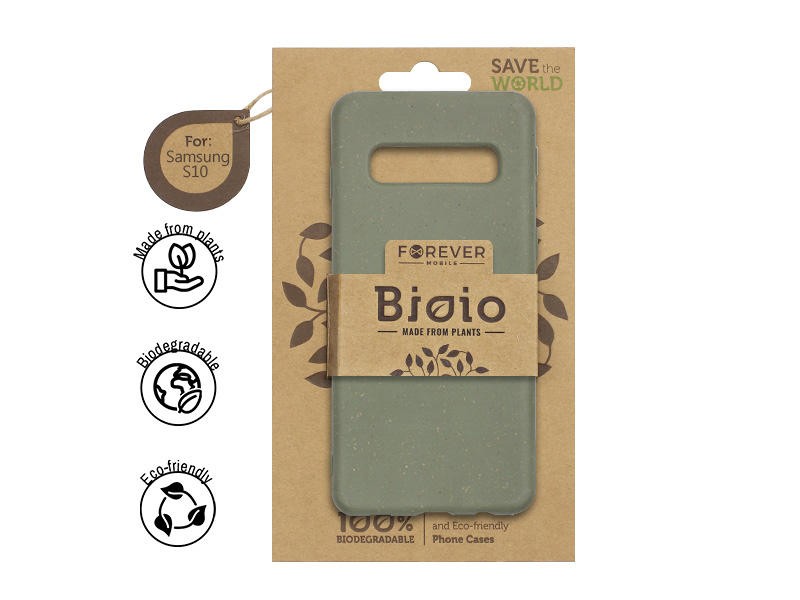 SAVE the
WORLD
For:
Samsung
S10
Made from plants
Biodegradable
Eco-friendly
FOREVER
MOBILE
Bioio
MADE FROM PLANTS
100%
BIODEGRADABLE
and Eco-friendly
Phone Cases